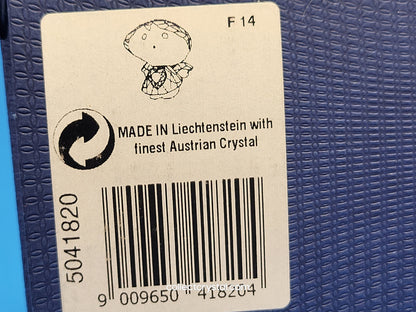 F 14
MADE IN Liechtenstein with
finest Austrian Crystal
5041820
9 009650 418204